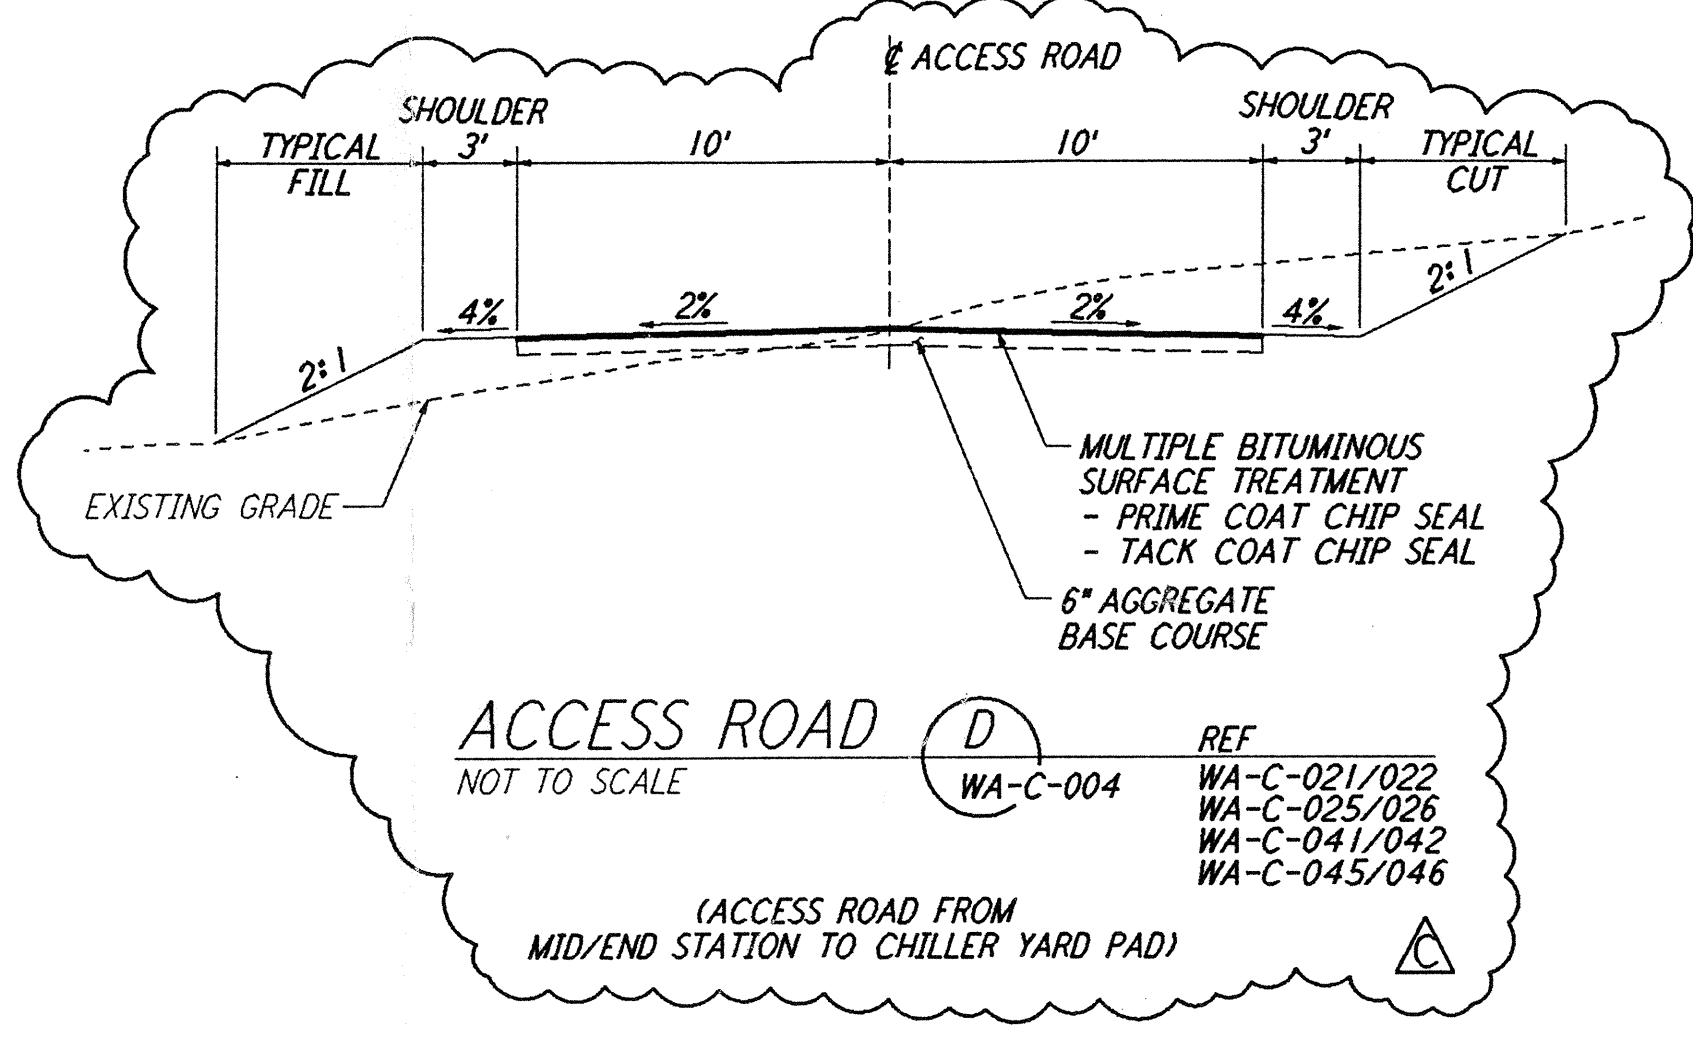 ℄ ACCESS ROAD
SHOULDER
SHOULDER
TYPICAL
3'
10'
10'
3'
TYPICAL
FILL
CUT
2:1
4%
2%
2%
4%
2:1
EXISTING GRADE
MULTIPLE BITUMINOUS
SURFACE TREATMENT
- PRIME COAT CHIP SEAL
- TACK COAT CHIP SEAL
6" AGGREGATE
BASE COURSE
ACCESS ROAD
NOT TO SCALE
D
WA-C-004
REF
WA-C-021/022
WA-C-025/026
WA-C-041/042
WA-C-045/046
(ACCESS ROAD FROM
MID/END STATION TO CHILLER YARD PAD)
C